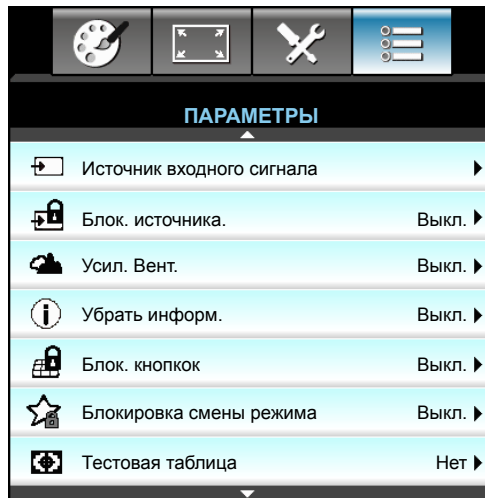 ПАРАМЕТРЫ
Источник входного сигнала
Блок. источника. Выкл.
Усил. Вент. Выкл.
Убрать информ. Выкл.
Блок. кнопкок Выкл.
Блокировка смены режима Выкл.
Тестовая таблица Нет